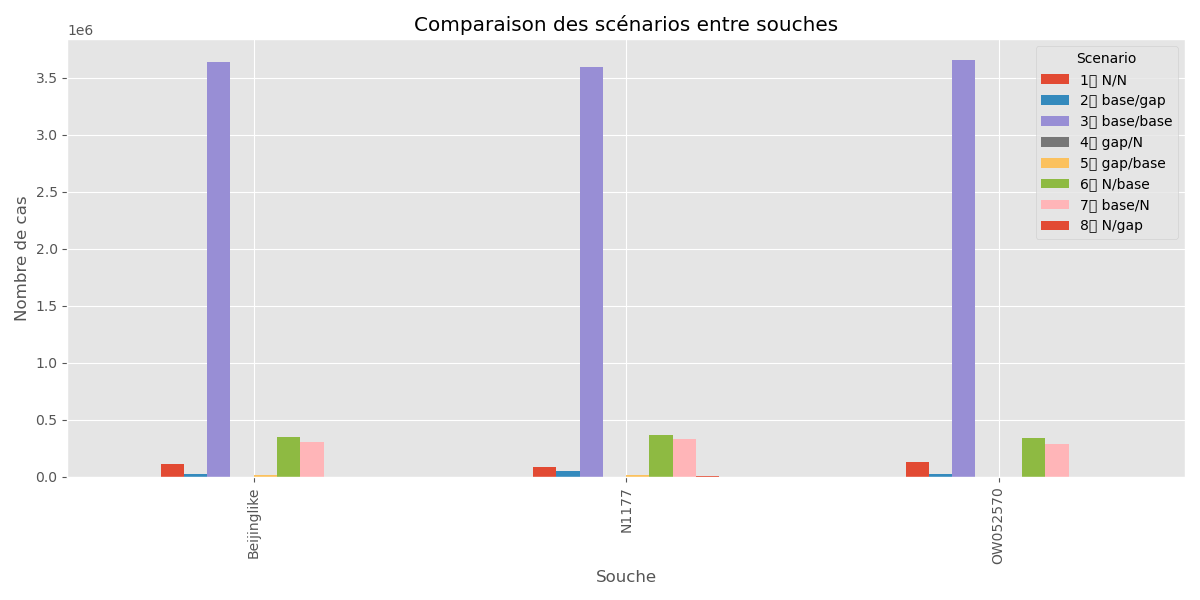 Comparaison des scénarios entre souches
1e6
3.5
3.0
2.5
2.0
1.5
1.0
0.5
0.0
Nombre de cas
Scenario
1 N/N
2 base/gap
3 base/base
4 gap/N
5 gap/base
6 N/base
7 base/N
8 N/gap
Beijinglike
N1177
OW052570
Souche